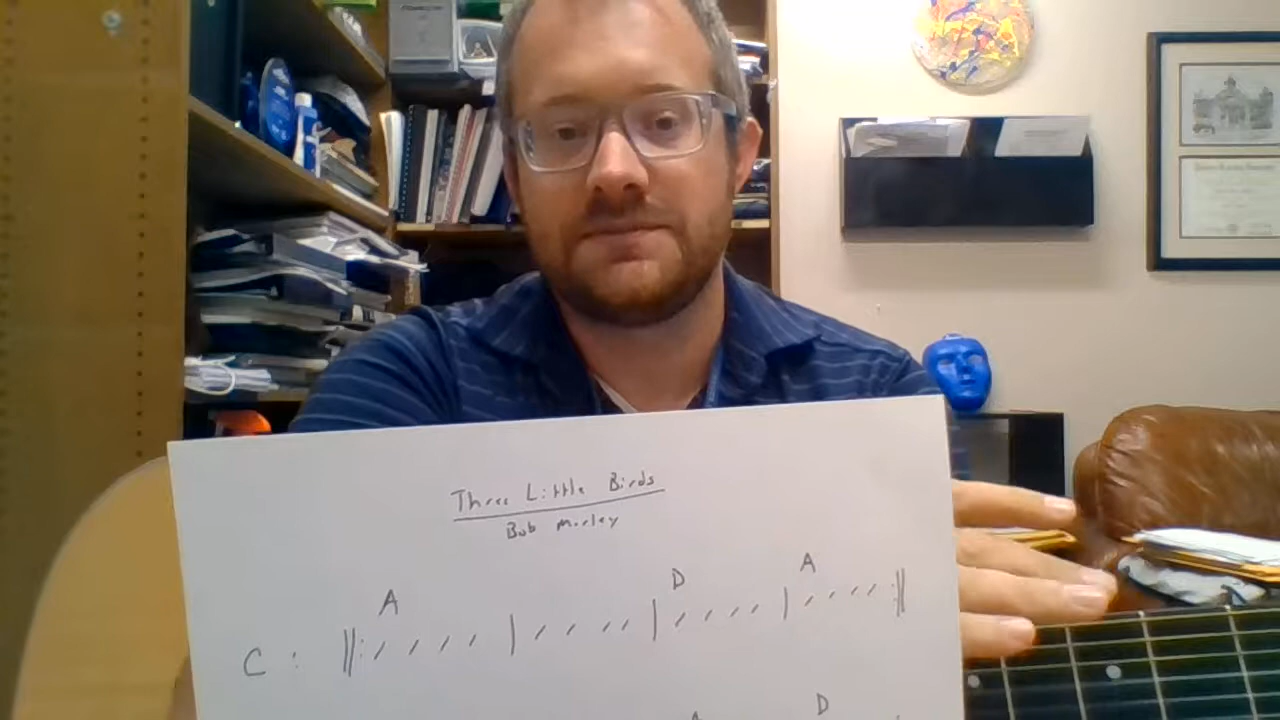 Three Little Birds
Bob Marley
A D A
C : ||: / / / / | / / / / | / / / / | / / / / :||
A D